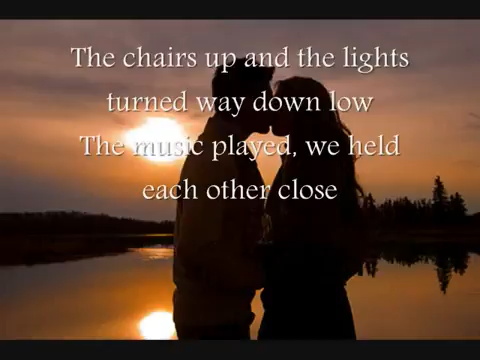 The chairs up and the lights
turned way down low
The music played, we held
each other close